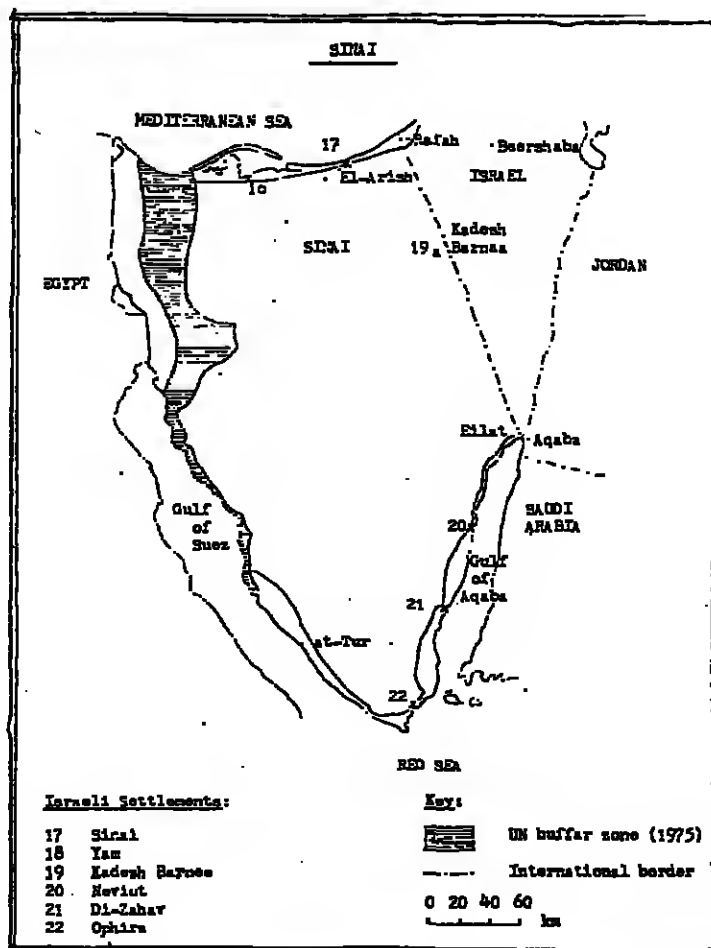 SINAI
MEDITERRANEAN SEA
17
Rafah
Beersheba
El-Arish
ISRAEL
18
SINAI
19
Kadesh
Barnea
JORDAN
EGYPT
Eilat
Aqaba
Gulf
of
Suez
20
SAUDI
ARABIA
Gulf
of
Aqaba
21
at-Tur
22
RED SEA
Israeli Settlements:
17 Sinai
18 Yam
19 Kadesh Barnea
20 Neviut
21 Di-Zahav
22 Ophira
Key:
UN buffer zone (1975)
International border
0 20 40 60
km